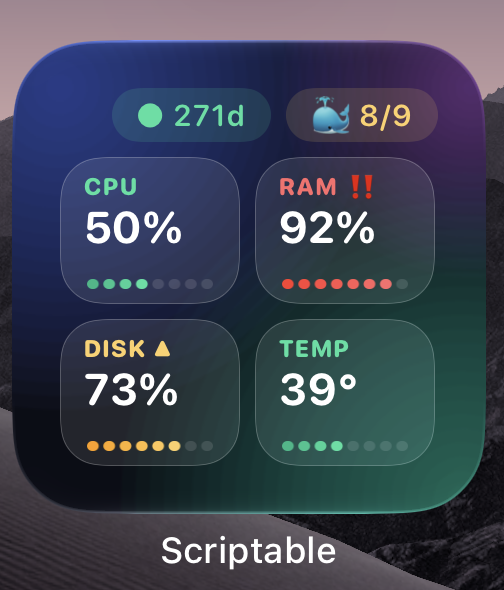 271d 8/9
CPU
50%
RAM ‼️
92%
DISK ▲
73%
TEMP
39°
Scriptable